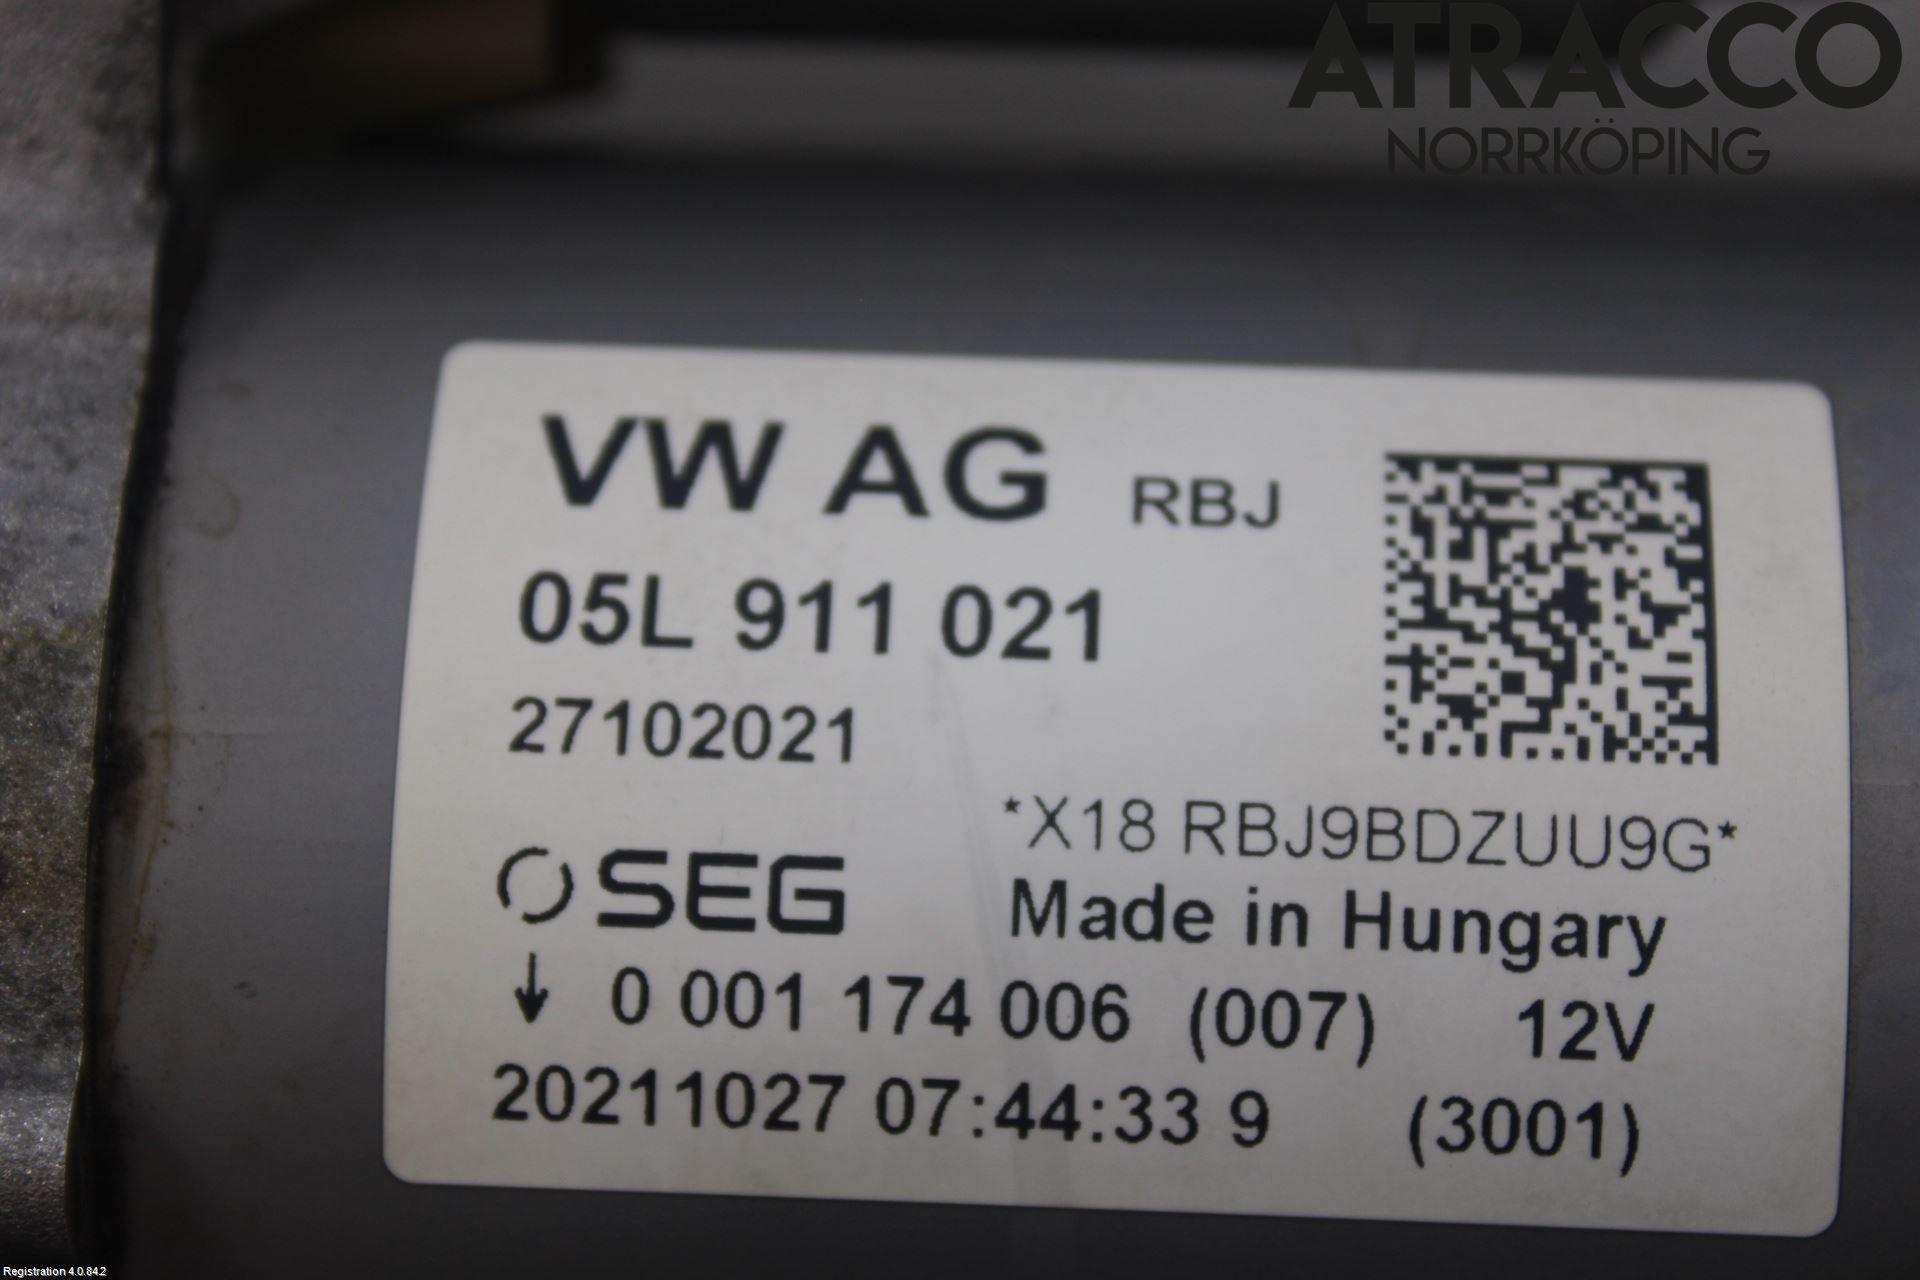 ATRACCO
NORRKÖPING
VW AG RBJ
05L 911 021
27102021
*X18 RBJ9BDZUU9G*
SEG
Made in Hungary
↓ 0 001 174 006 (007) 12V
20211027 07:44:33 9 (3001)
Registration 4.0.84.2